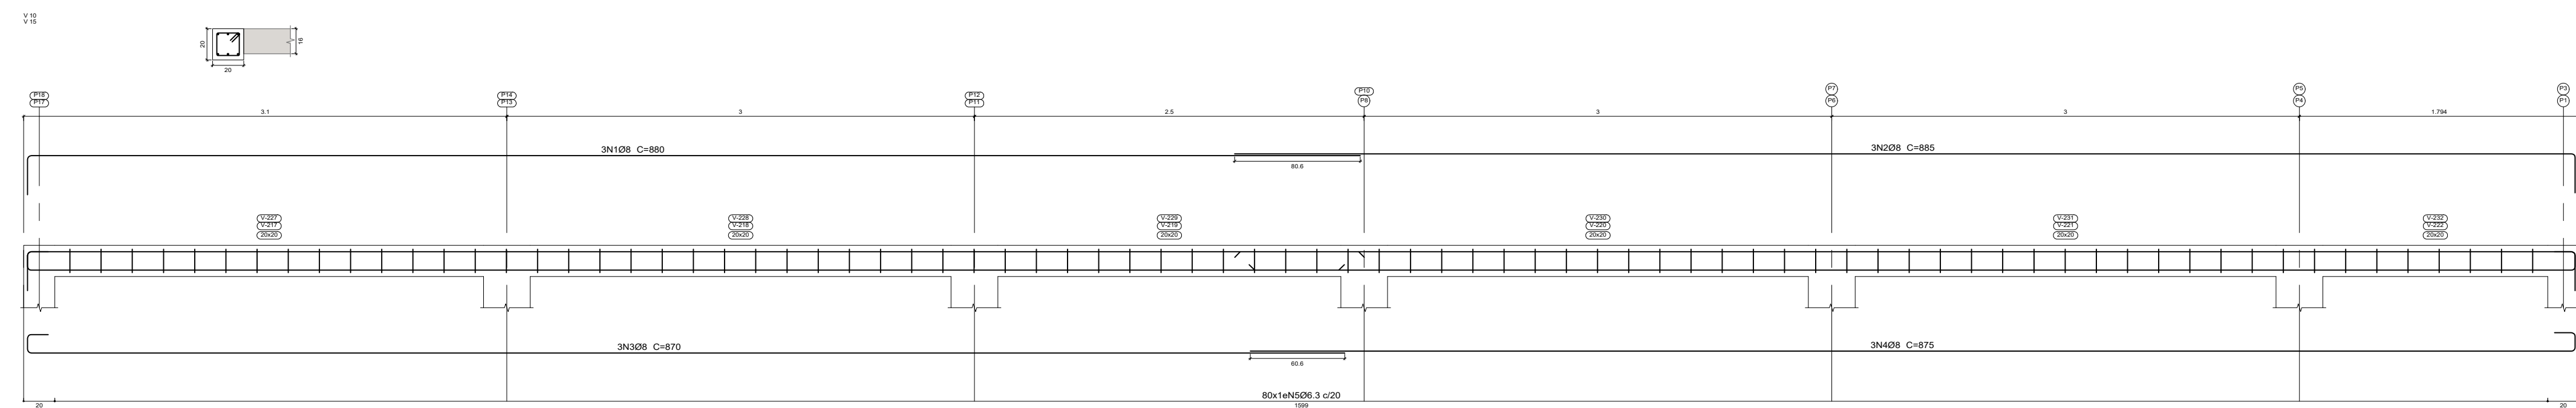 V 10
V 15
20
16
20
P18 P14 P12 P10 P7 P5 P3
P17 P13 P11 P8 P6 P4 P1
3.1 3 2.5 3 3 1.794
3N1Ø8 C=880 3N2Ø8 C=885
80.6
V-227 V-228 V-229 V-230 V-231 V-232
V-217 V-218 V-219 V-220 V-221 V-222
20x20 20x20 20x20 20x20 20x20 20x20
3N3Ø8 C=870 3N4Ø8 C=875
60.6
80x1eN5Ø6.3 c/20
20 1599 20